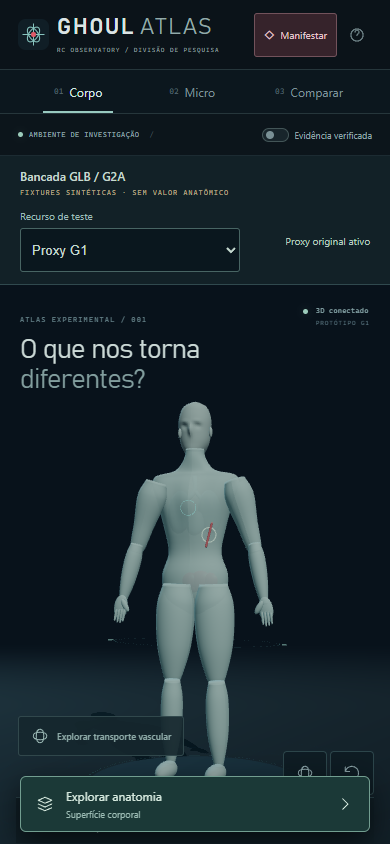 GHOUL ATLAS
RC OBSERVATORY / DIVISÃO DE PESQUISA
Manifestar
01 Corpo
02 Micro
03 Comparar
AMBIENTE DE INVESTIGAÇÃO /
Evidência verificada
Bancada GLB / G2A
FIXTURES SINTÉTICAS · SEM VALOR ANATÔMICO
Recurso de teste
Proxy G1
Proxy original ativo
ATLAS EXPERIMENTAL / 001
3D conectado
PROTÓTIPO G1
O que nos torna
diferentes?
Explorar transporte vascular
Explorar anatomia
Superfície corporal